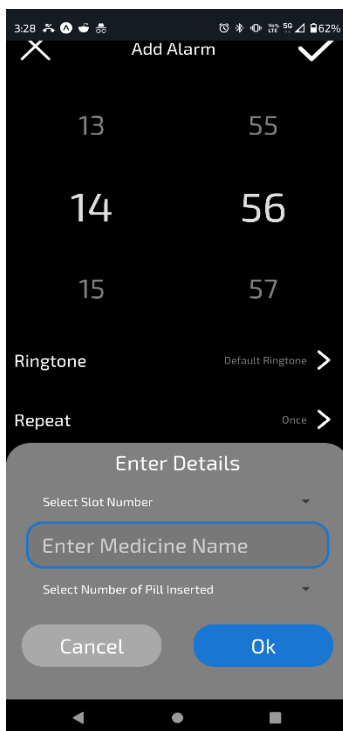 3:28 62%
Add Alarm
13 55
14 56
15 57
Ringtone Default Ringtone
Repeat Once
Enter Details
Select Slot Number
Enter Medicine Name
Select Number of Pill Inserted
Cancel Ok